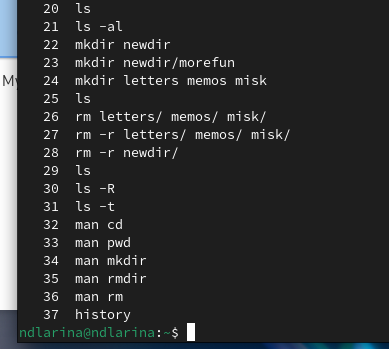 20 ls
21 ls -al
22 mkdir newdir
23 mkdir newdir/morefun
My
24 mkdir letters memos misk
25 ls
26 rm letters/ memos/ misk/
27 rm -r letters/ memos/ misk/
28 rm -r newdir/
29 ls
30 ls -R
31 ls -t
32 man cd
33 man pwd
34 man mkdir
35 man rmdir
36 man rm
37 history
ndlarina@ndlarina:~$